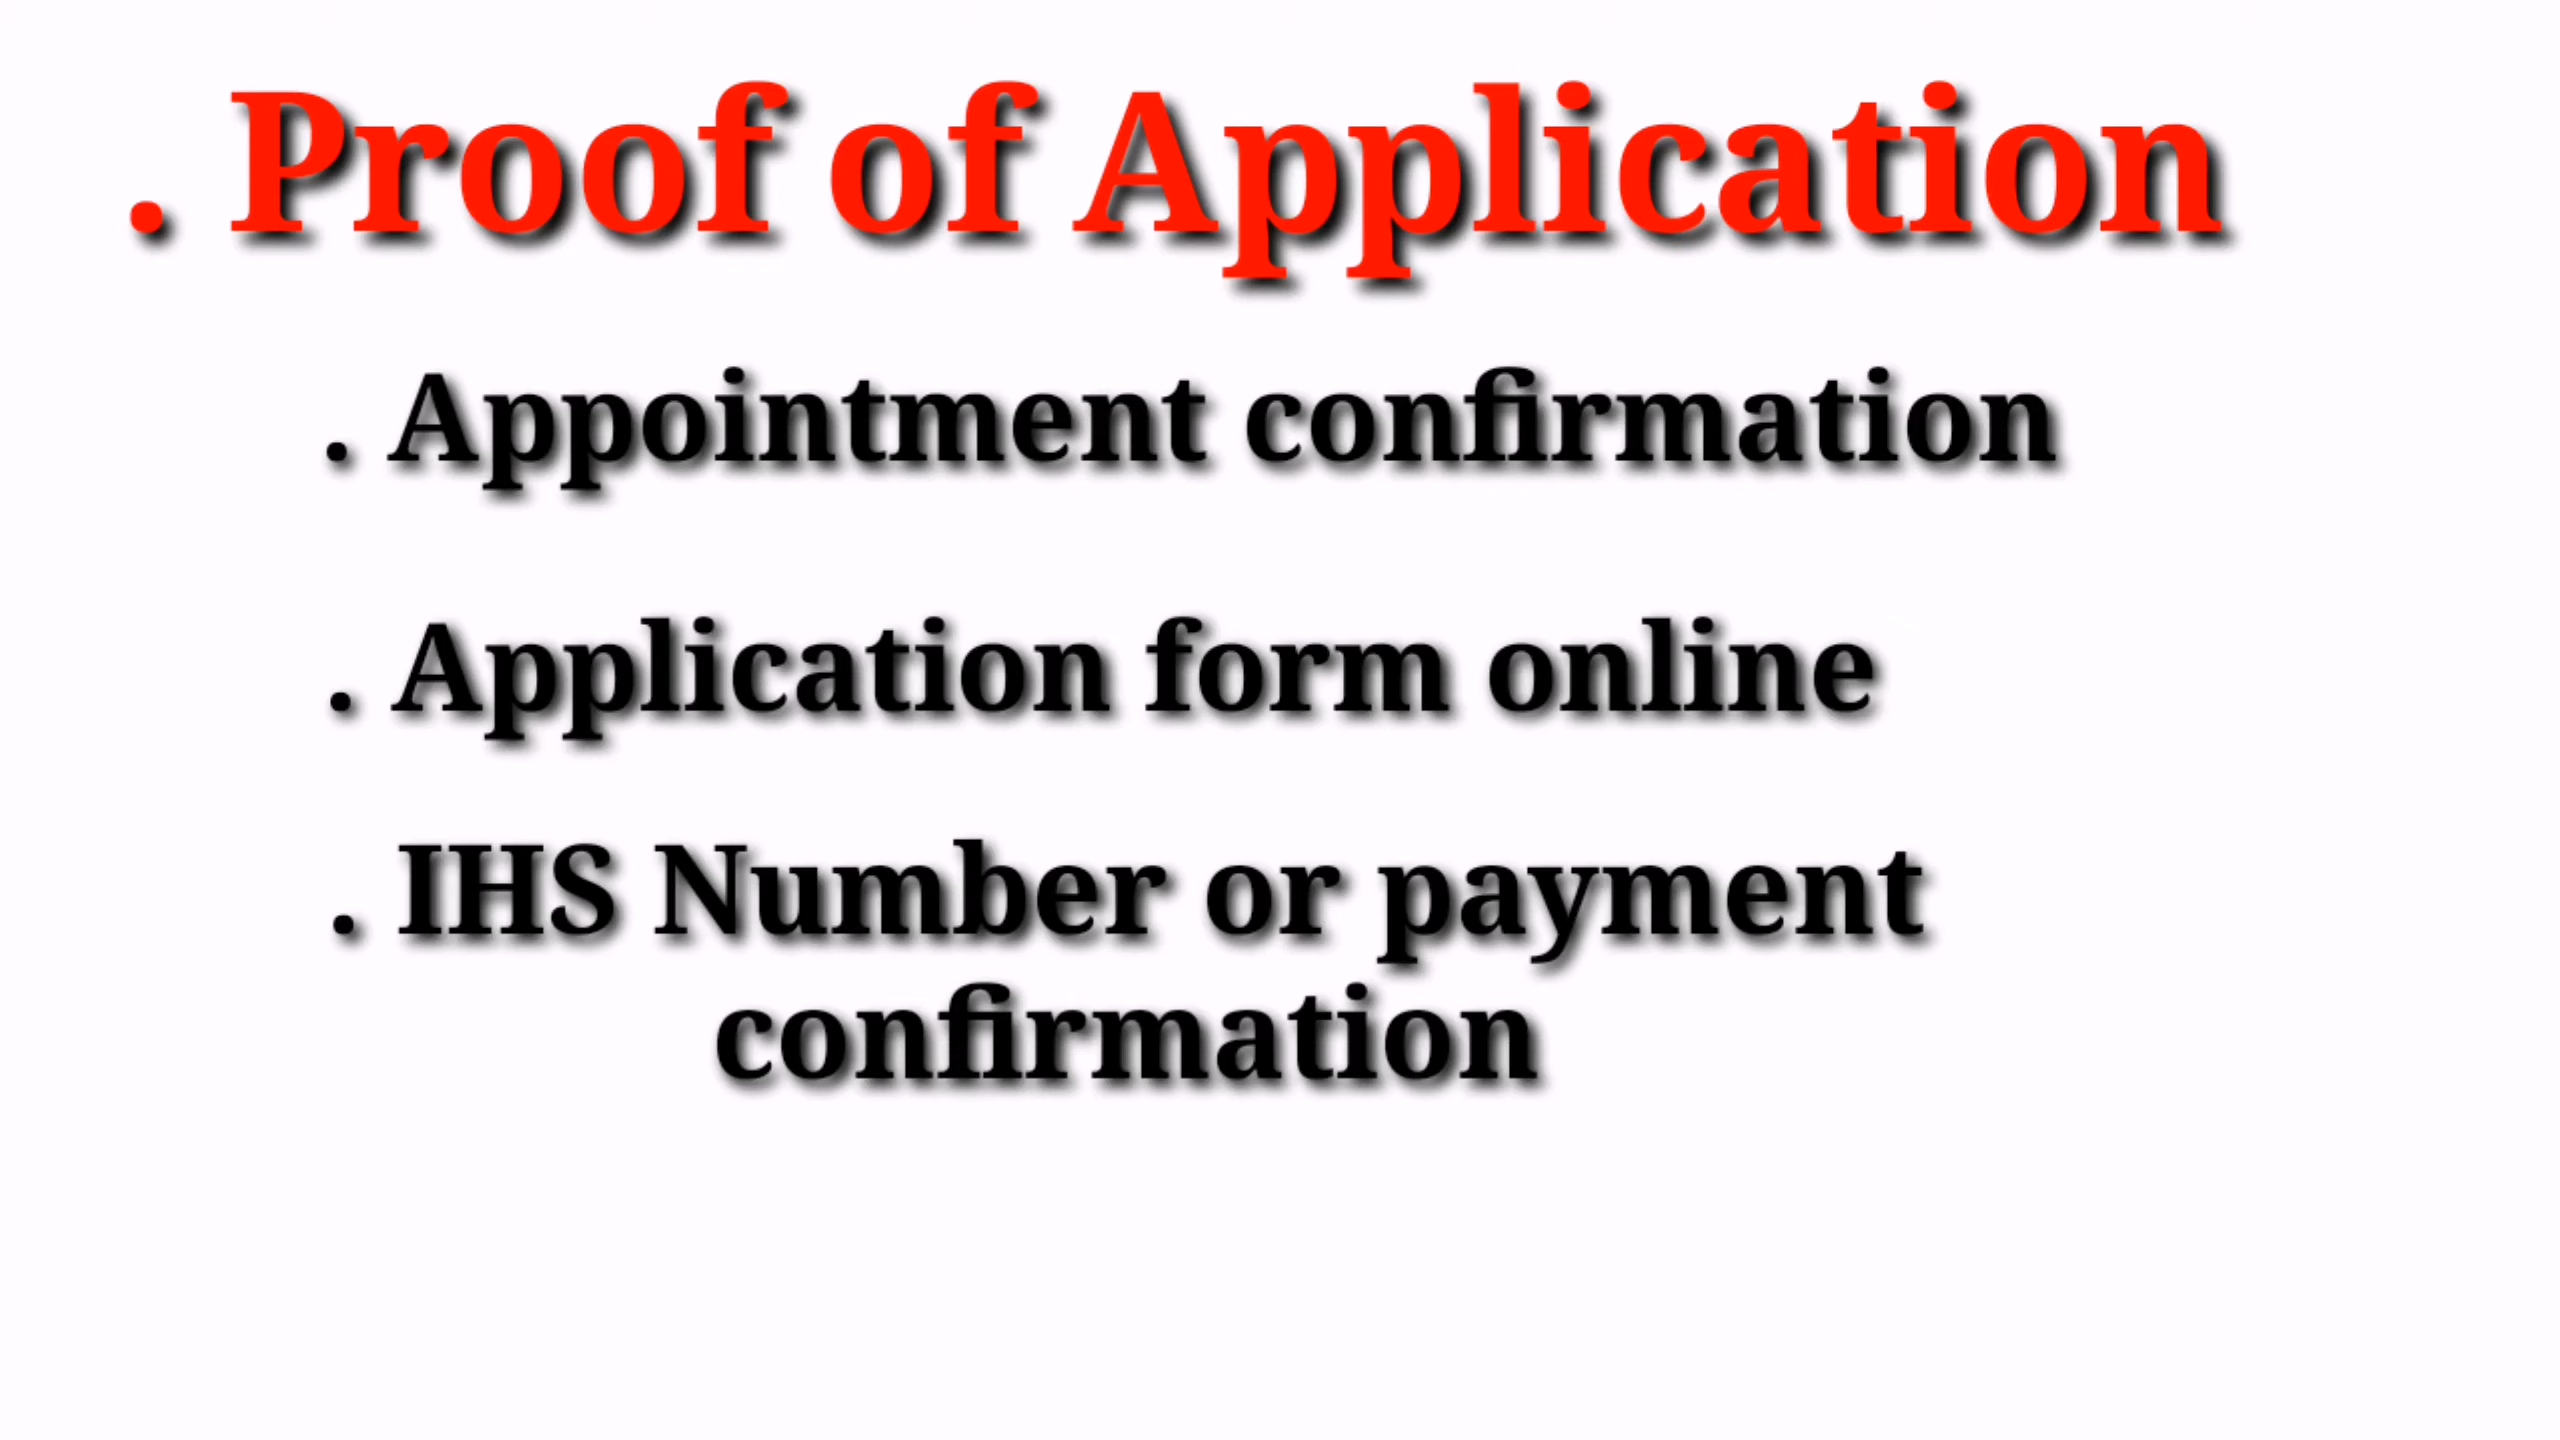 . Proof of Application
. Appointment confirmation
. Application form online
. IHS Number or payment
confirmation